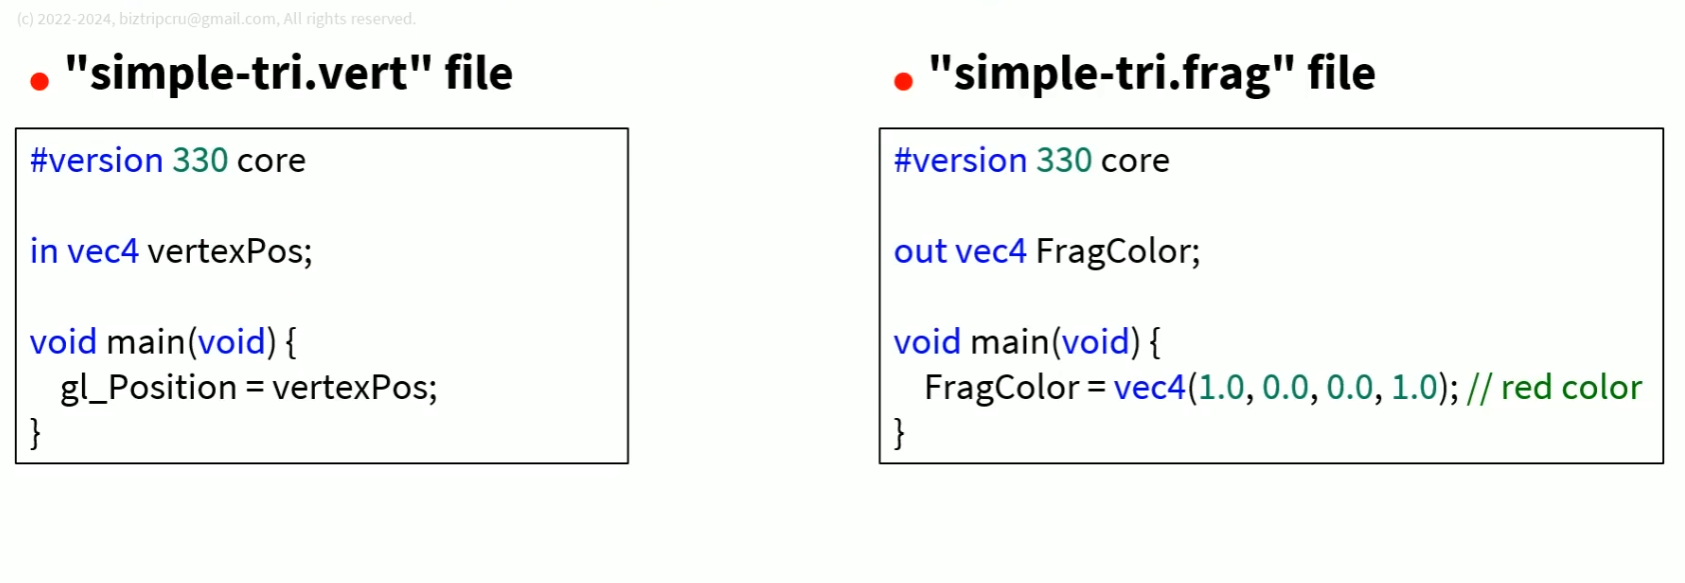 (c) 2022-2024, biztripcru@gmail.com, All rights reserved.
• "simple-tri.vert" file
#version 330 core
in vec4 vertexPos;
void main(void) {
gl_Position = vertexPos;
}
• "simple-tri.frag" file
#version 330 core
out vec4 FragColor;
void main(void) {
FragColor = vec4(1.0, 0.0, 0.0, 1.0); // red color
}